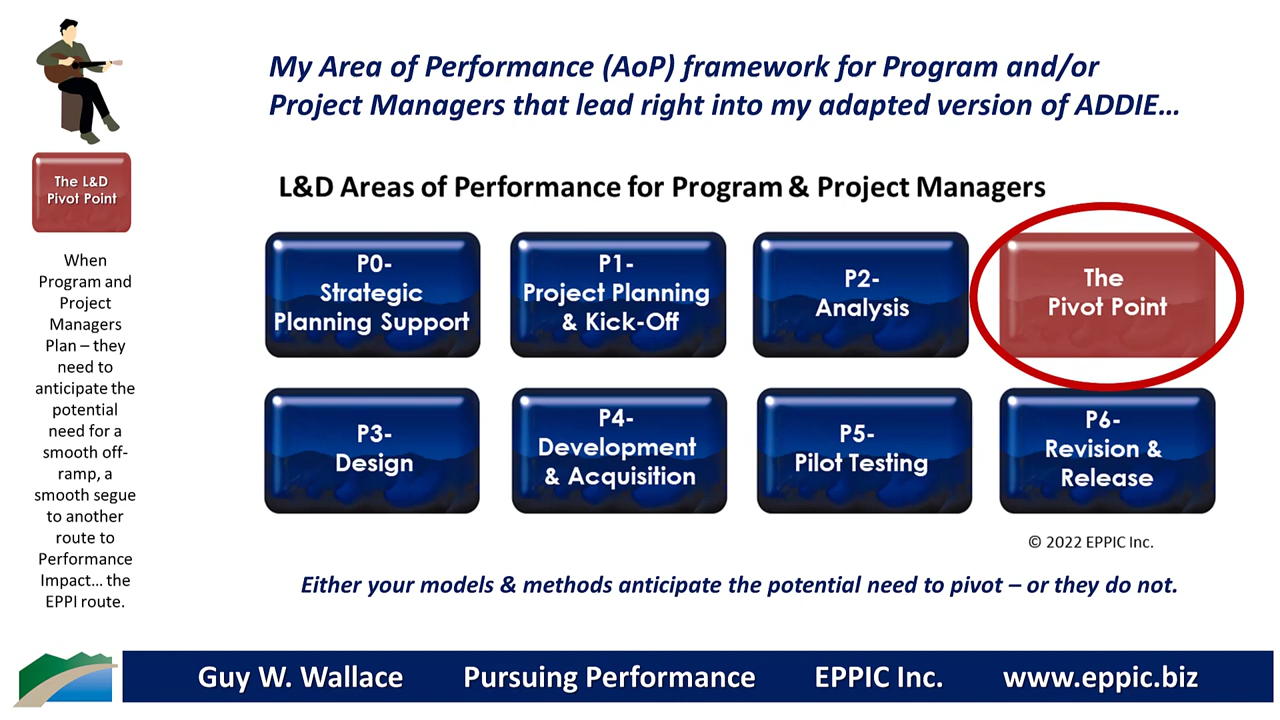 My Area of Performance (AoP) framework for Program and/or
Project Managers that lead right into my adapted version of ADDIE…
The L&D
Pivot Point
When
Program and
Project
Managers
Plan – they
need to
anticipate the
potential
need for a
smooth off-
ramp, a
smooth segue
to another
route to
Performance
Impact… the
EPPI route.
L&D Areas of Performance for Program & Project Managers
P0-
Strategic
Planning Support
P1-
Project Planning
& Kick-Off
P2-
Analysis
The
Pivot Point
P3-
Design
P4-
Development
& Acquisition
P5-
Pilot Testing
P6-
Revision &
Release
© 2022 EPPIC Inc.
Either your models & methods anticipate the potential need to pivot – or they do not.
Guy W. Wallace Pursuing Performance EPPIC Inc. www.eppic.biz